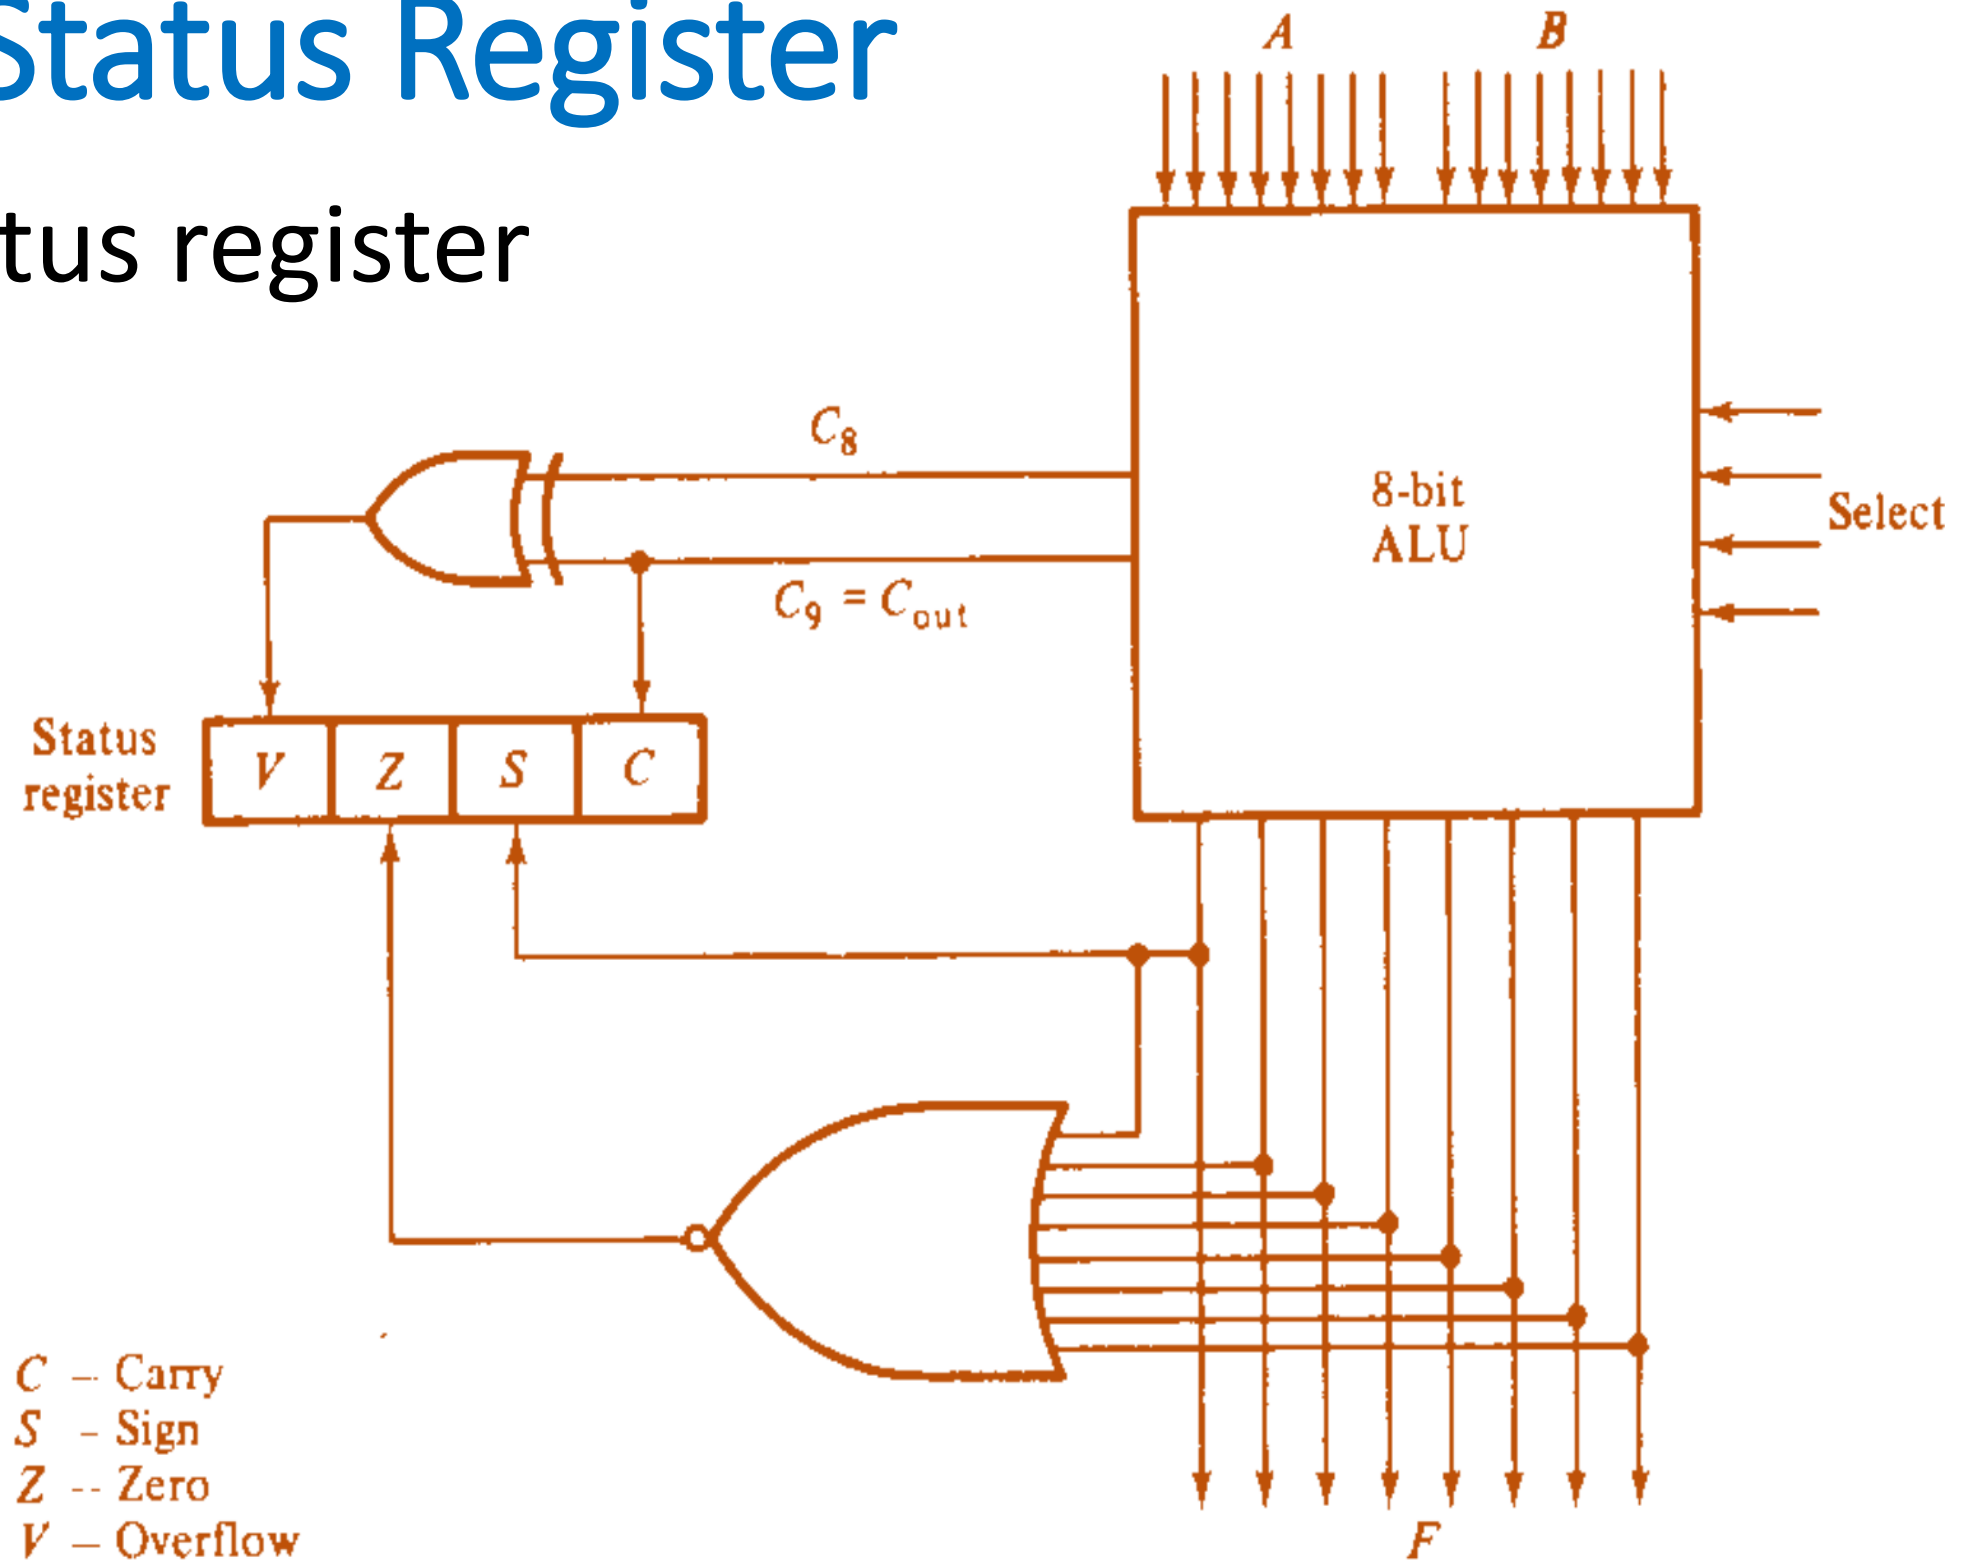 Status Register
tus register
A B
C8
8-bit
ALU
Select
C9 = Cout
Status
register
V Z S C
C – Carry
S – Sign
Z -- Zero
V – Overflow
F